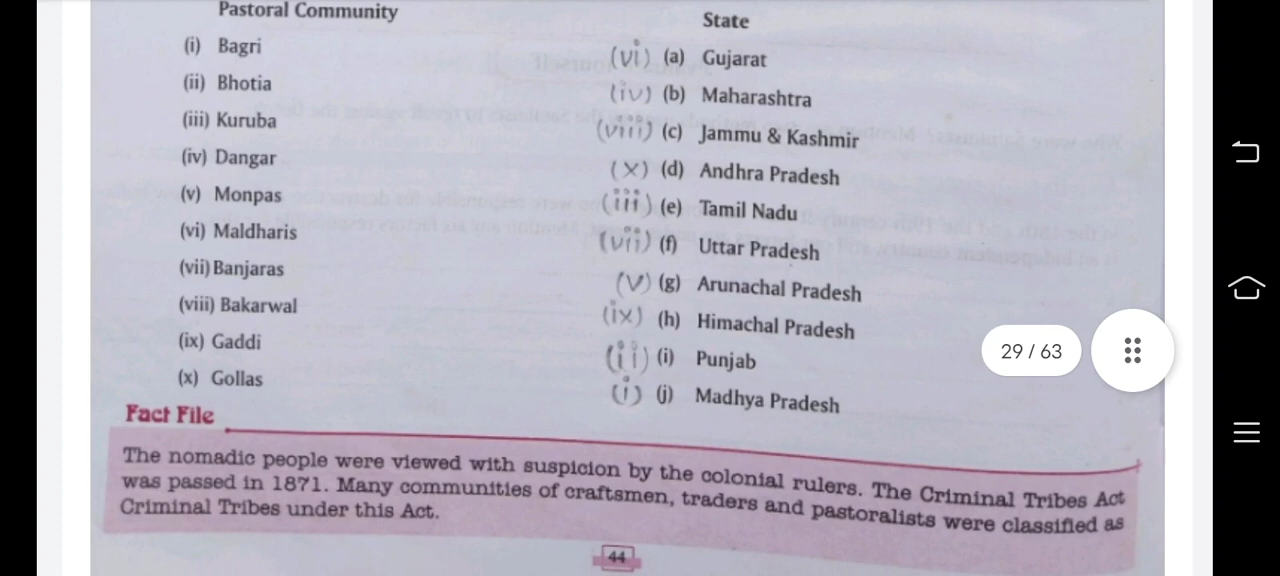 Pastoral Community
State
(i) Bagri
(vi) (a) Gujarat
(ii) Bhotia
(iv) (b) Maharashtra
(iii) Kuruba
(viii) (c) Jammu & Kashmir
(iv) Dangar
(x) (d) Andhra Pradesh
(v) Monpas
(iii) (e) Tamil Nadu
(vi) Maldharis
(vii) (f) Uttar Pradesh
(vii) Banjaras
(v) (g) Arunachal Pradesh
(viii) Bakarwal
(ix) (h) Himachal Pradesh
(ix) Gaddi
(ii) (i) Punjab
(x) Gollas
(i) (j) Madhya Pradesh
29 / 63
Fact File
The nomadic people were viewed with suspicion by the colonial rulers. The Criminal Tribes Act
was passed in 1871. Many communities of craftsmen, traders and pastoralists were classified as
Criminal Tribes under this Act.
44